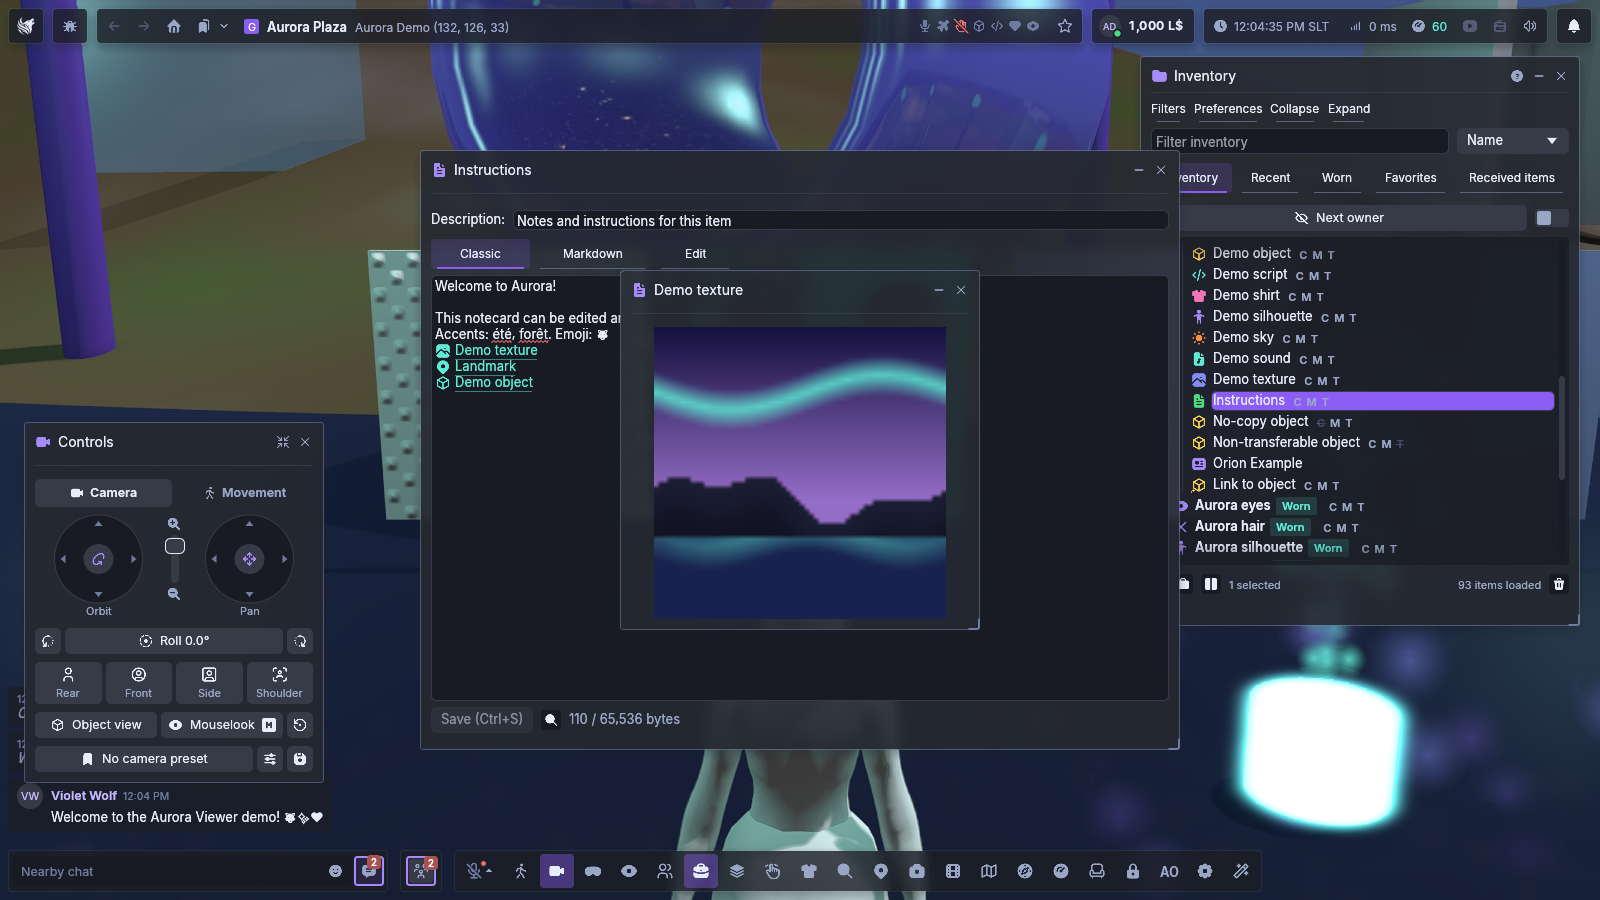 Aurora Plaza Aurora Demo (132, 126, 33)
AD 1,000 L$
12:04:35 PM SLT 0 ms 60
Inventory
Filters Preferences Collapse Expand
Filter inventory
Name
ventory Recent Worn Favorites Received items
Next owner
Demo object C M T
Demo script C M T
Demo shirt C M T
Demo silhouette C M T
Demo sky C M T
Demo sound C M T
Demo texture C M T
Instructions C M T
No-copy object C M T
Non-transferable object C M T
Orion Example
Link to object C M T
Aurora eyes Worn C M T
Aurora hair Worn C M T
Aurora silhouette Worn C M T
1 selected
93 items loaded
Instructions
Description: Notes and instructions for this item
Classic Markdown Edit
Welcome to Aurora!
This notecard can be edited
Accents: été, forêt. Emoji:
Demo texture
Landmark
Demo object
Save (Ctrl+S) 110 / 65,536 bytes
Demo texture
Controls
Camera Movement
Orbit Pan
Roll 0.0°
Rear Front Side Shoulder
Object view Mouselook M
No camera preset
VW Violet Wolf 12:04 PM
Welcome to the Aurora Viewer demo!
Nearby chat
2
2
AO